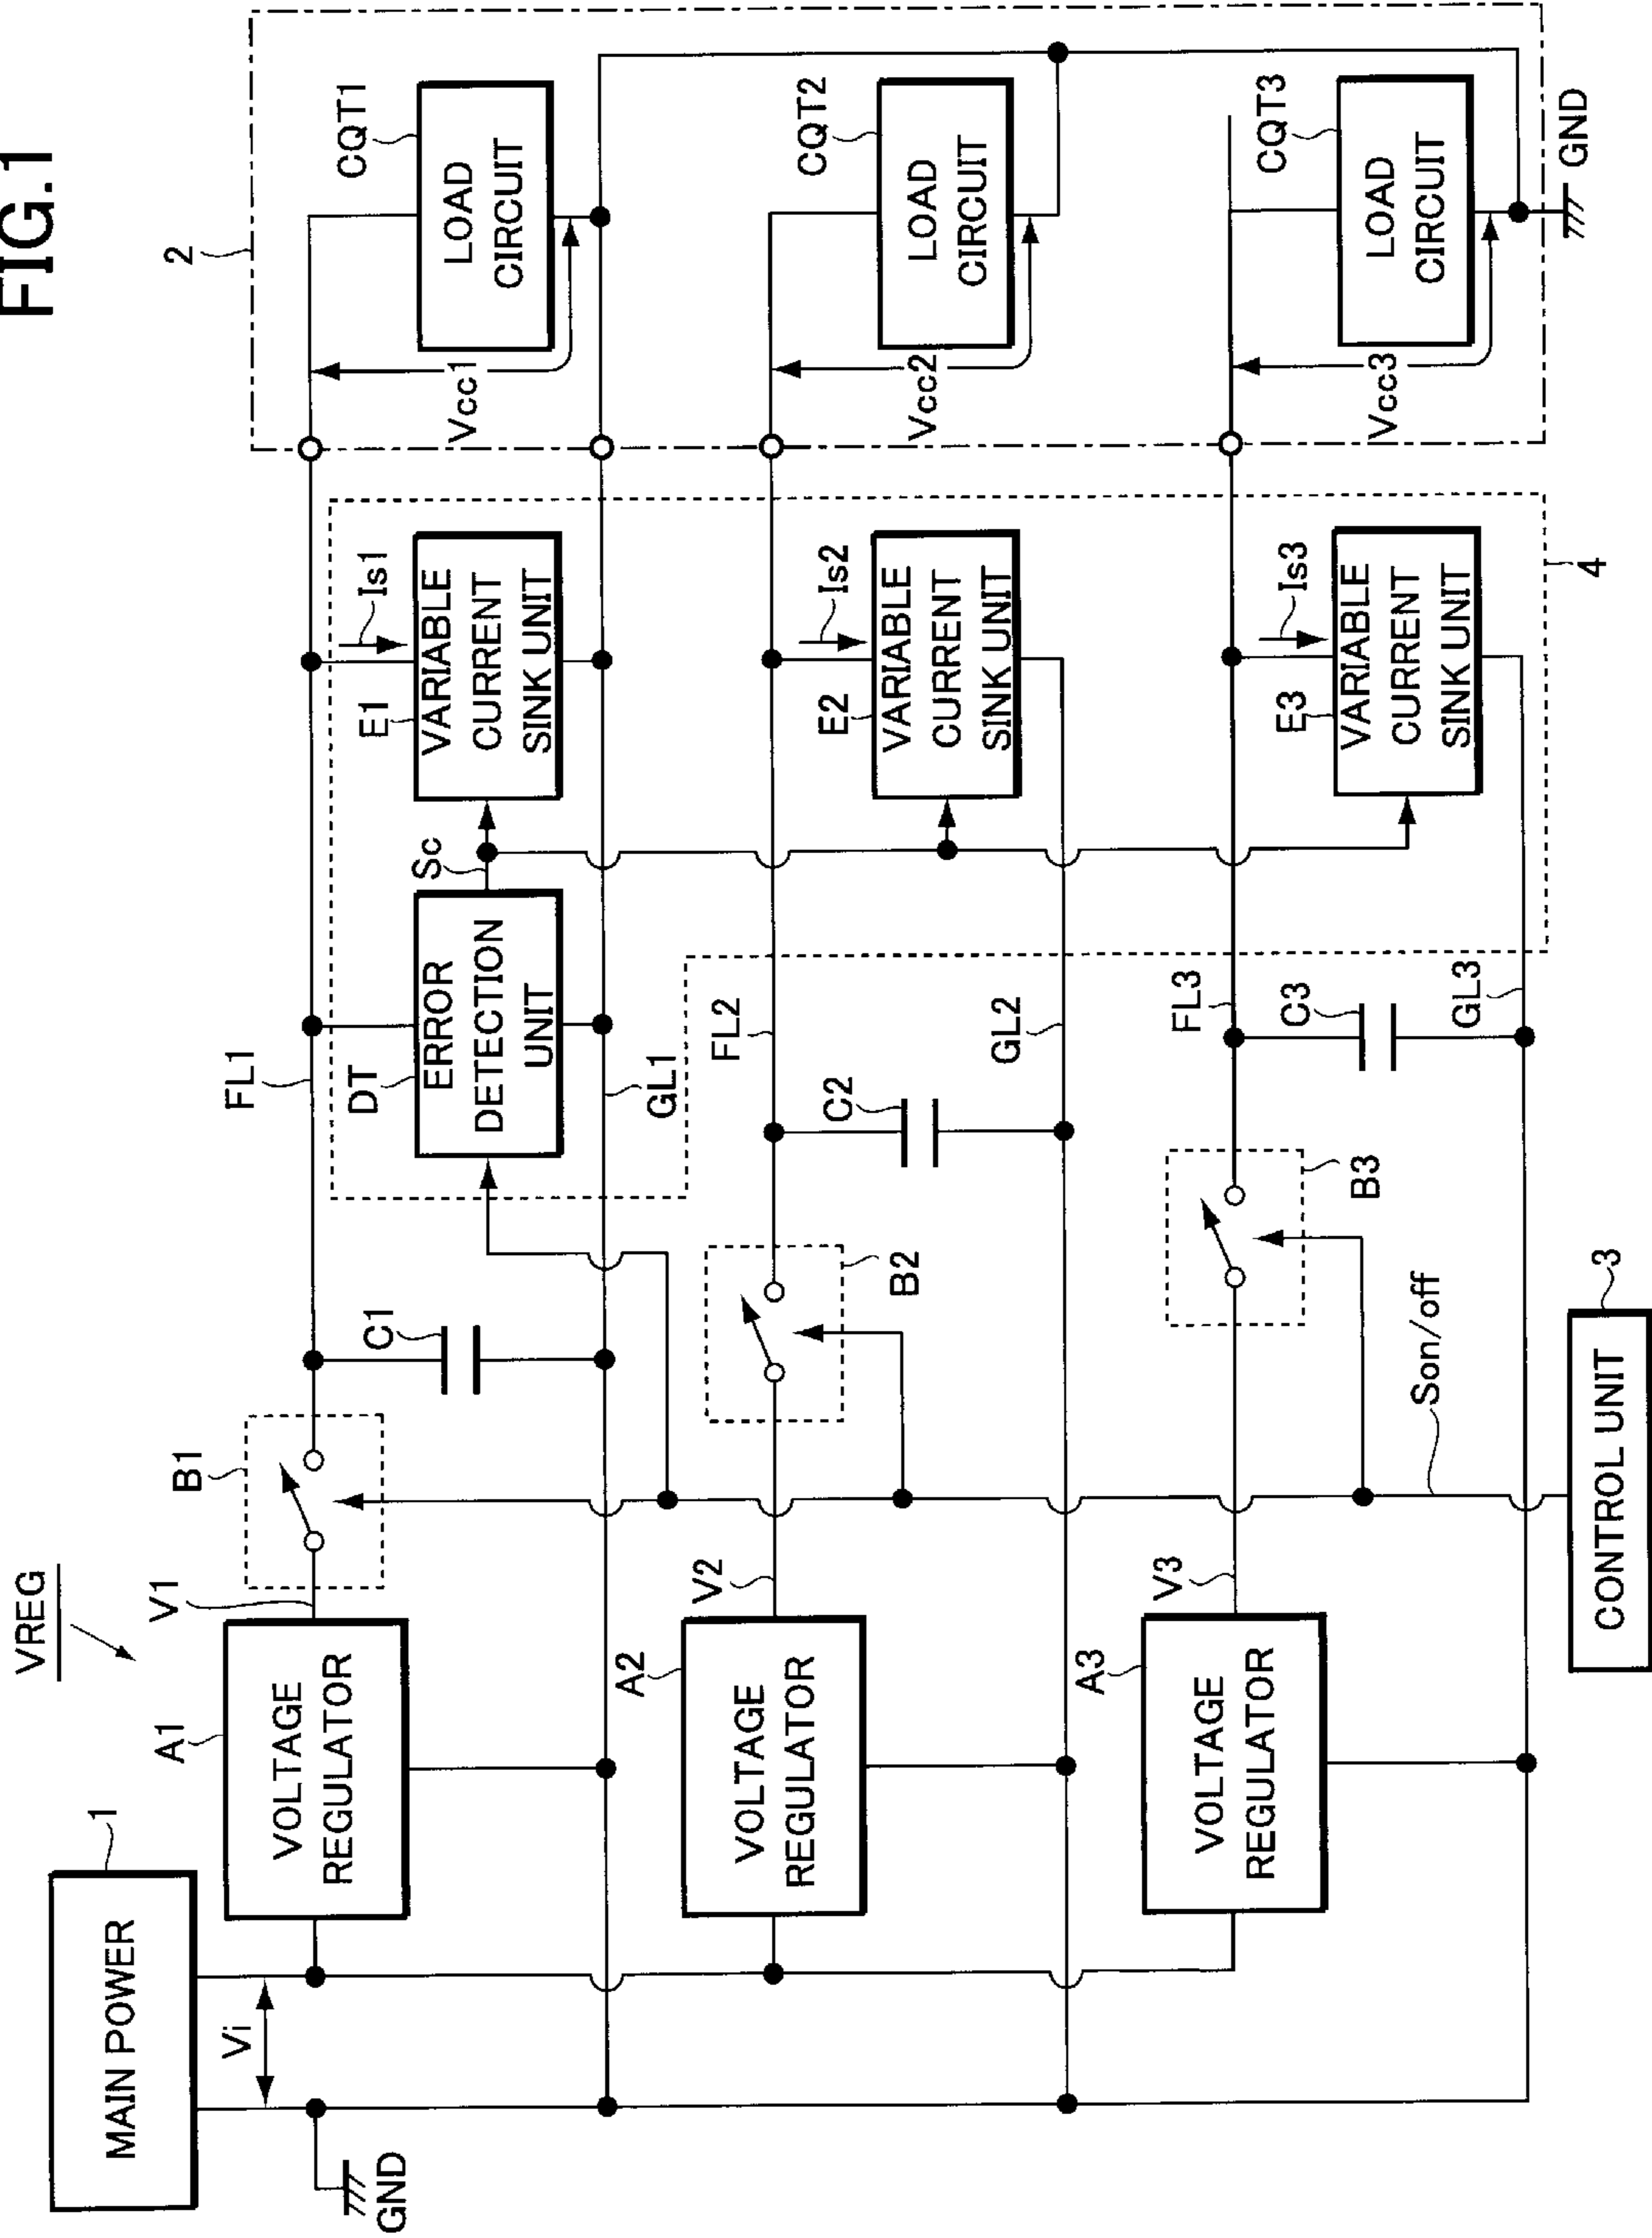 FIG.1
VREG
1
MAIN POWER
Vi
GND
A1
VOLTAGE
REGULATOR
V1
B1
C1
FL1
DT
ERROR
DETECTION
UNIT
GL1
Sc
E1
VARIABLE
CURRENT
SINK UNIT
Is1
2
Vcc1
CQT1
LOAD
CIRCUIT
A2
VOLTAGE
REGULATOR
V2
B2
C2
FL2
GL2
E2
VARIABLE
CURRENT
SINK UNIT
Is2
Vcc2
CQT2
LOAD
CIRCUIT
A3
VOLTAGE
REGULATOR
V3
B3
C3
FL3
GL3
E3
VARIABLE
CURRENT
SINK UNIT
Is3
4
Vcc3
CQT3
LOAD
CIRCUIT
GND
Son/off
3
CONTROL UNIT